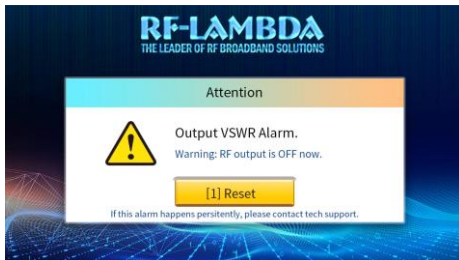 RF-LAMBDA
THE LEADER OF RF BROADBAND SOLUTIONS
Attention
Output VSWR Alarm.
Warning: RF output is OFF now.
[1] Reset
If this alarm happens persitently, please contact tech support.